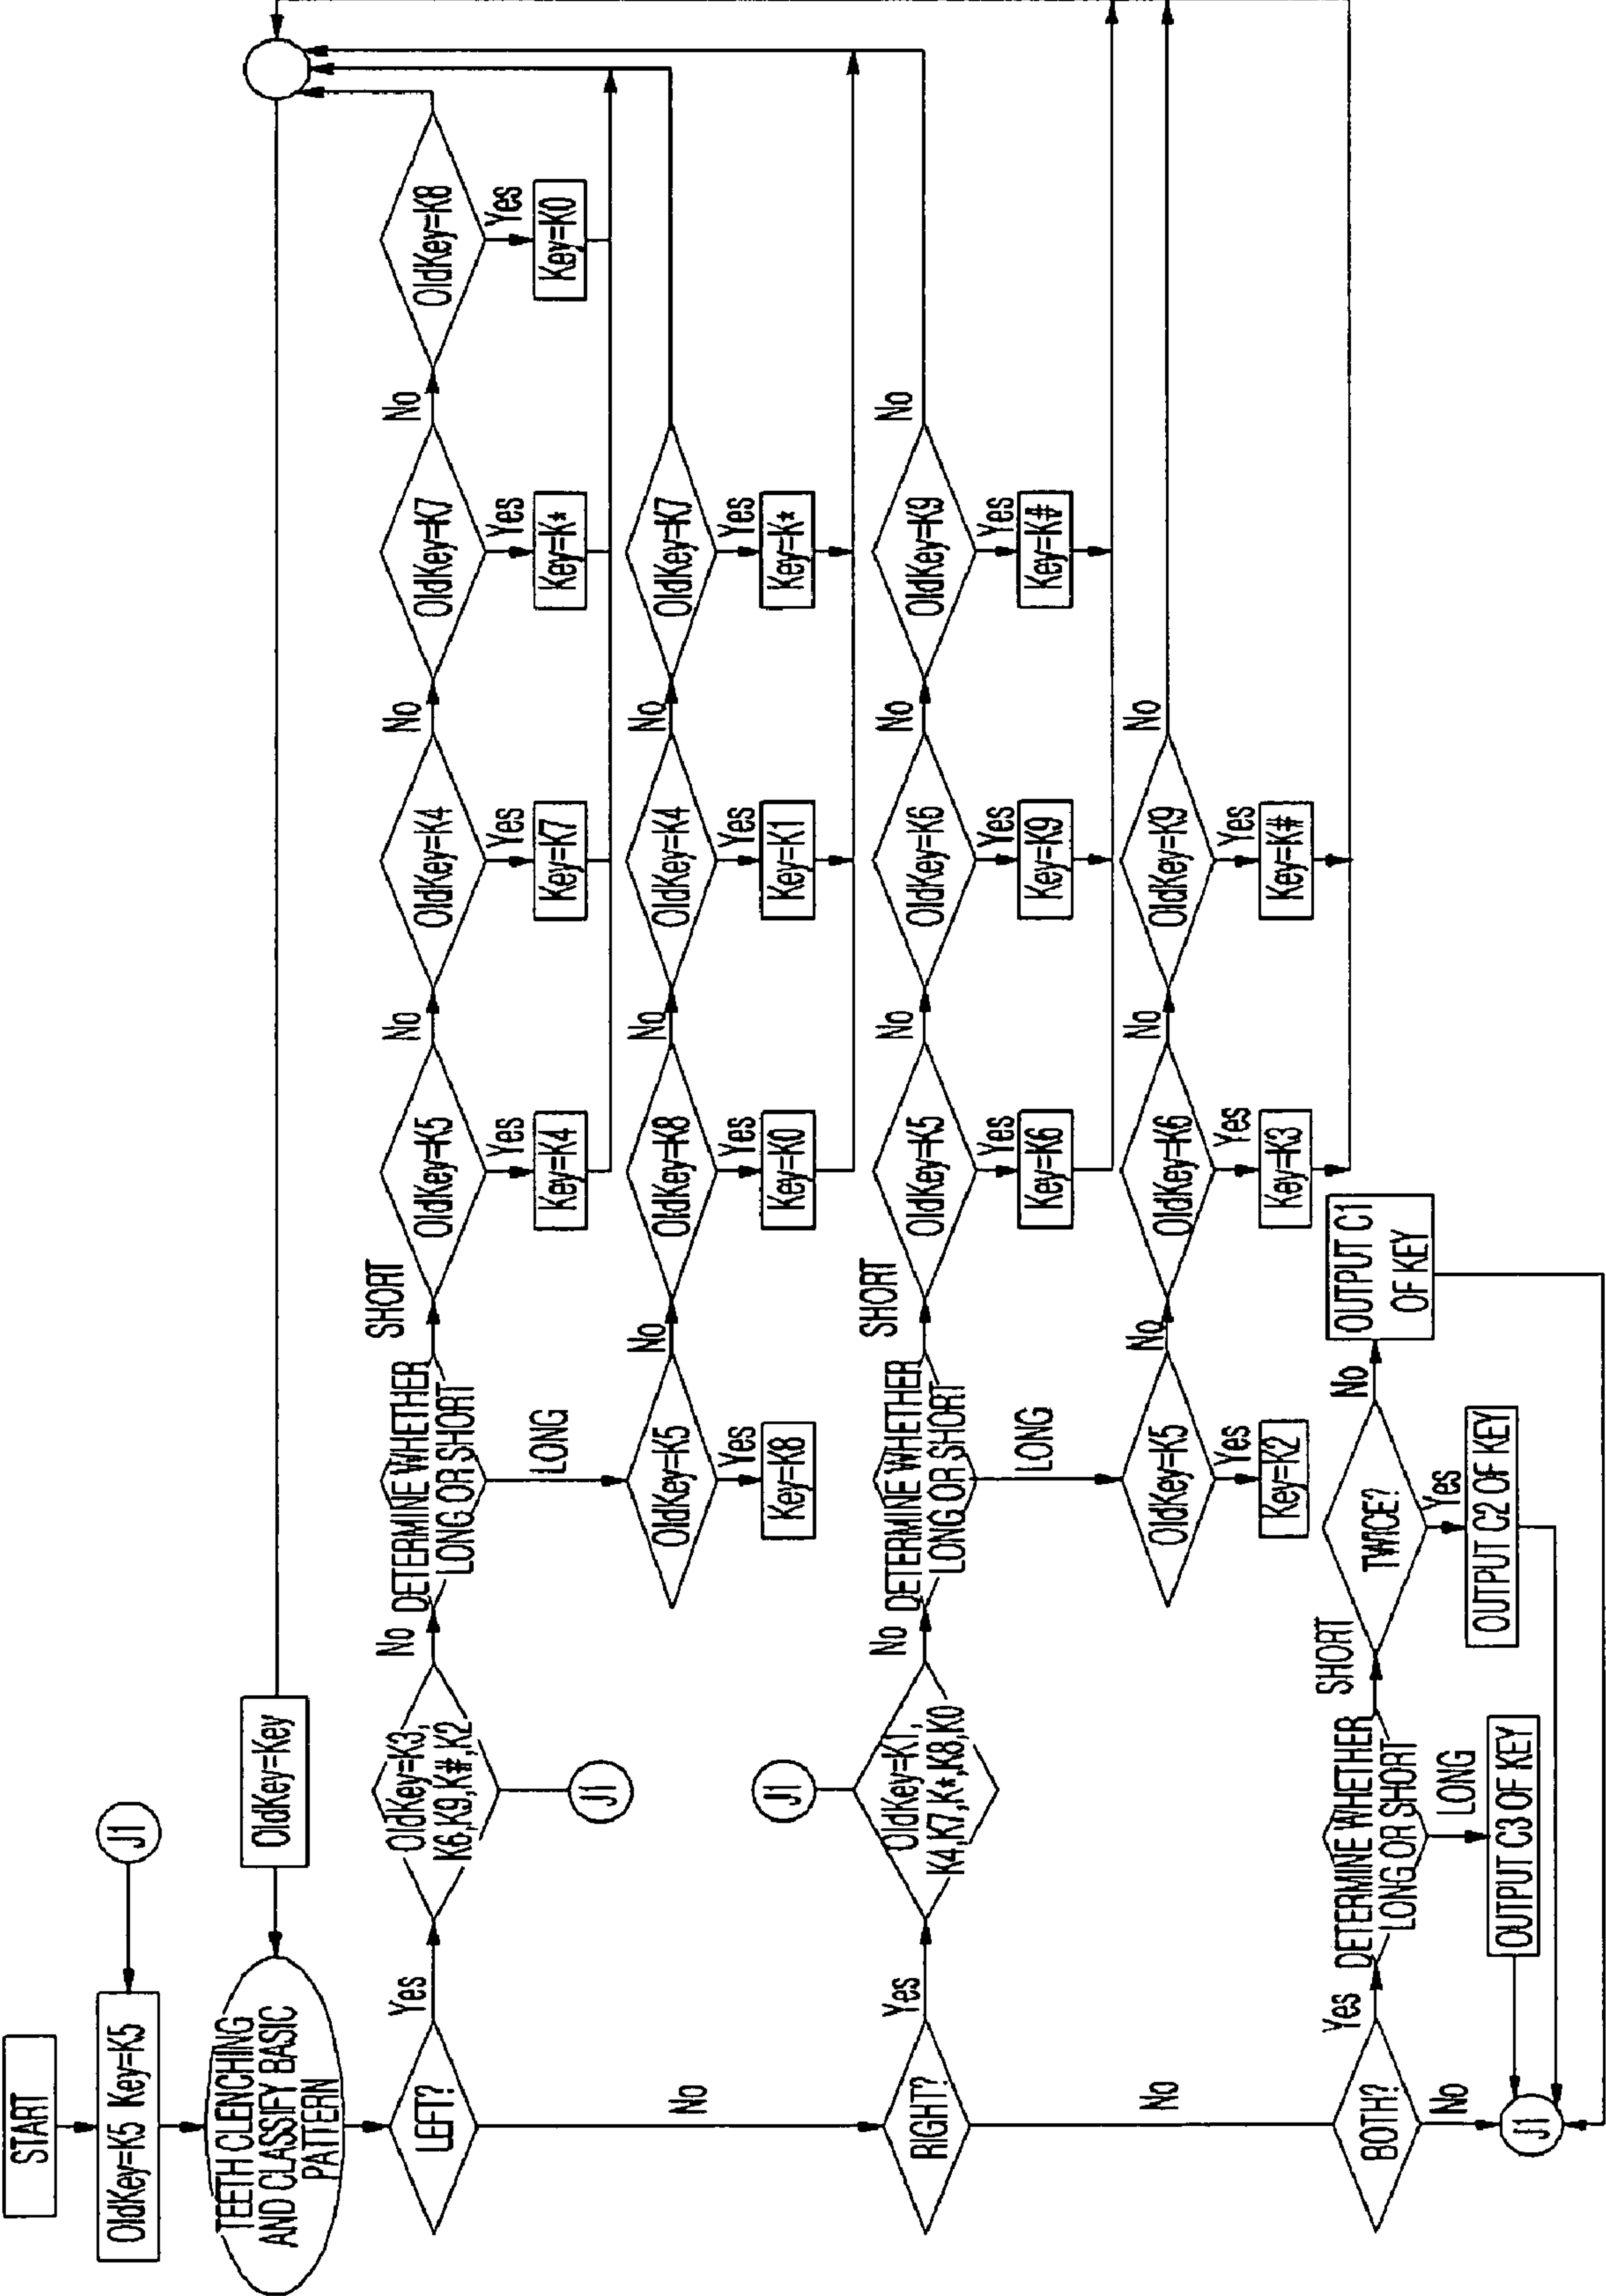 START
J1
OldKey=K5 Key=K5
OldKey=Key
TEETH CLENCHING
AND CLASSIFY BASIC
PATTERN
LEFT?
Yes
OldKey=K3,
K6,K9,K#,K2
J1
No
DETERMINE WHETHER
LONG OR SHORT
SHORT
OldKey=K5
Yes
Key=K4
No
OldKey=K4
Yes
Key=K7
No
OldKey=K7
Yes
Key=K*
No
OldKey=K8
Yes
Key=K0
LONG
OldKey=K5
Yes
Key=K8
No
OldKey=K8
Yes
Key=K0
No
OldKey=K4
Yes
Key=K1
No
OldKey=K7
Yes
Key=K*
No
RIGHT?
Yes
J1
OldKey=K1,
K4,K7,K*,K8,K0
No
DETERMINE WHETHER
LONG OR SHORT
SHORT
OldKey=K5
Yes
Key=K6
No
OldKey=K6
Yes
Key=K9
No
OldKey=K9
Yes
Key=K#
No
LONG
OldKey=K5
Yes
Key=K2
No
OldKey=K6
Yes
Key=K3
No
OldKey=K9
Yes
Key=K#
No
No
BOTH?
Yes
DETERMINE WHETHER
LONG OR SHORT
SHORT
TWICE?
No
OUTPUT C1
OF KEY
Yes
OUTPUT C2 OF KEY
LONG
OUTPUT C3 OF KEY
No
J1